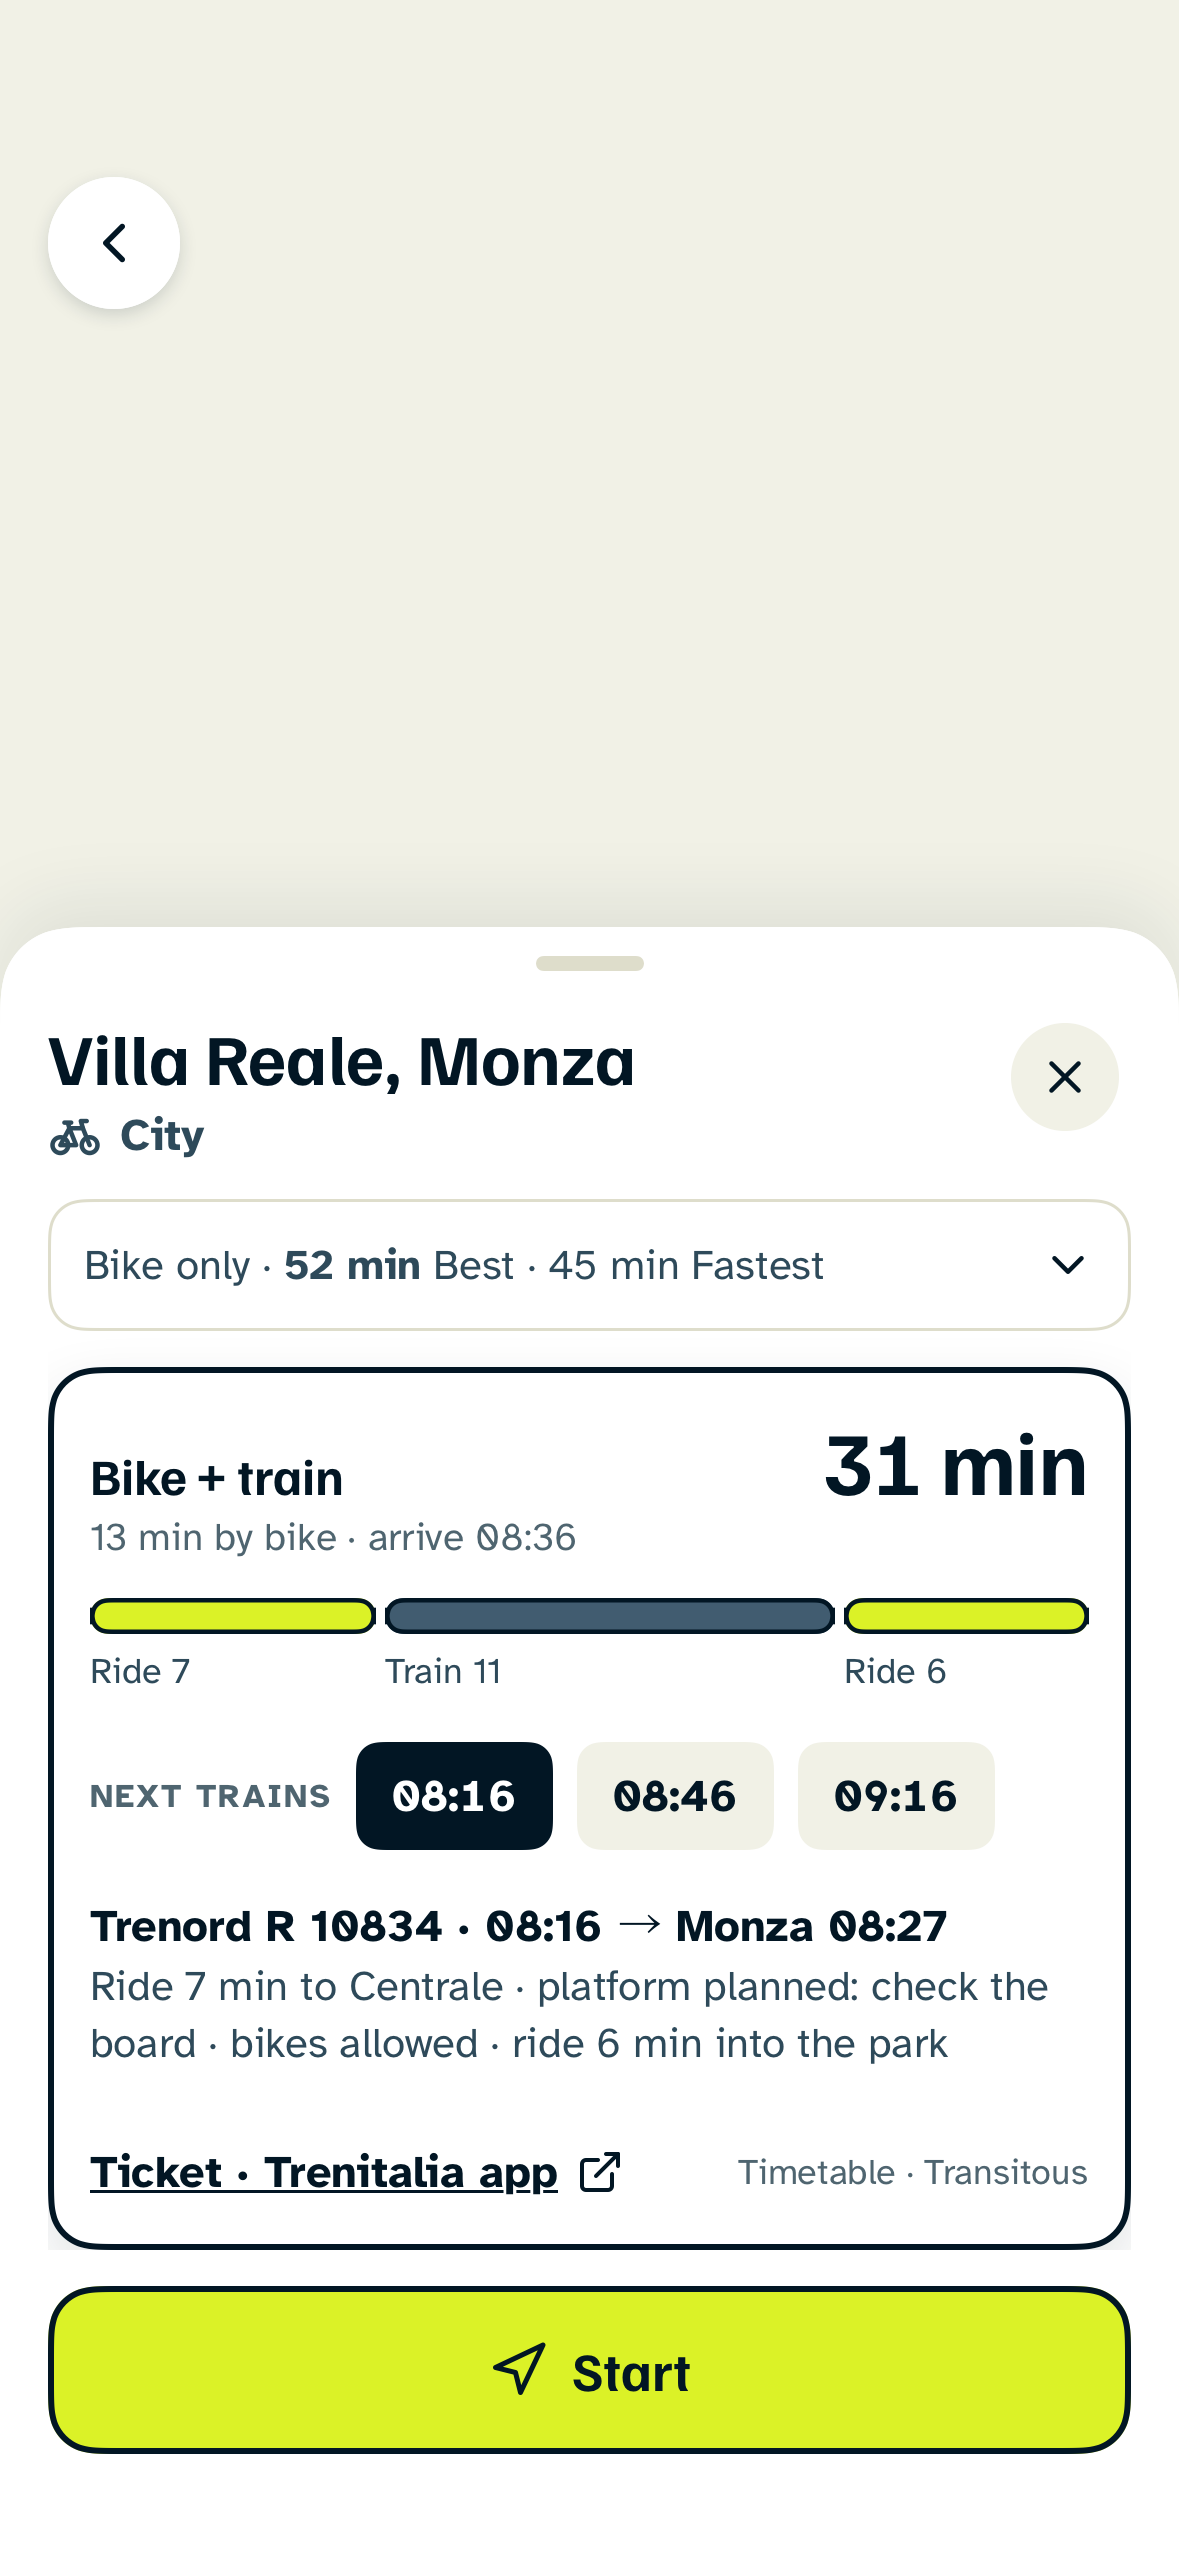 Villa Reale, Monza
City
Bike only · 52 min Best · 45 min Fastest
Bike + train
31 min
13 min by bike · arrive 08:36
Ride 7
Train 11
Ride 6
NEXT TRAINS
08:16
08:46
09:16
Trenord R 10834 · 08:16 → Monza 08:27
Ride 7 min to Centrale · platform planned: check the
board · bikes allowed · ride 6 min into the park
Ticket · Trenitalia app
Timetable · Transitous
Start